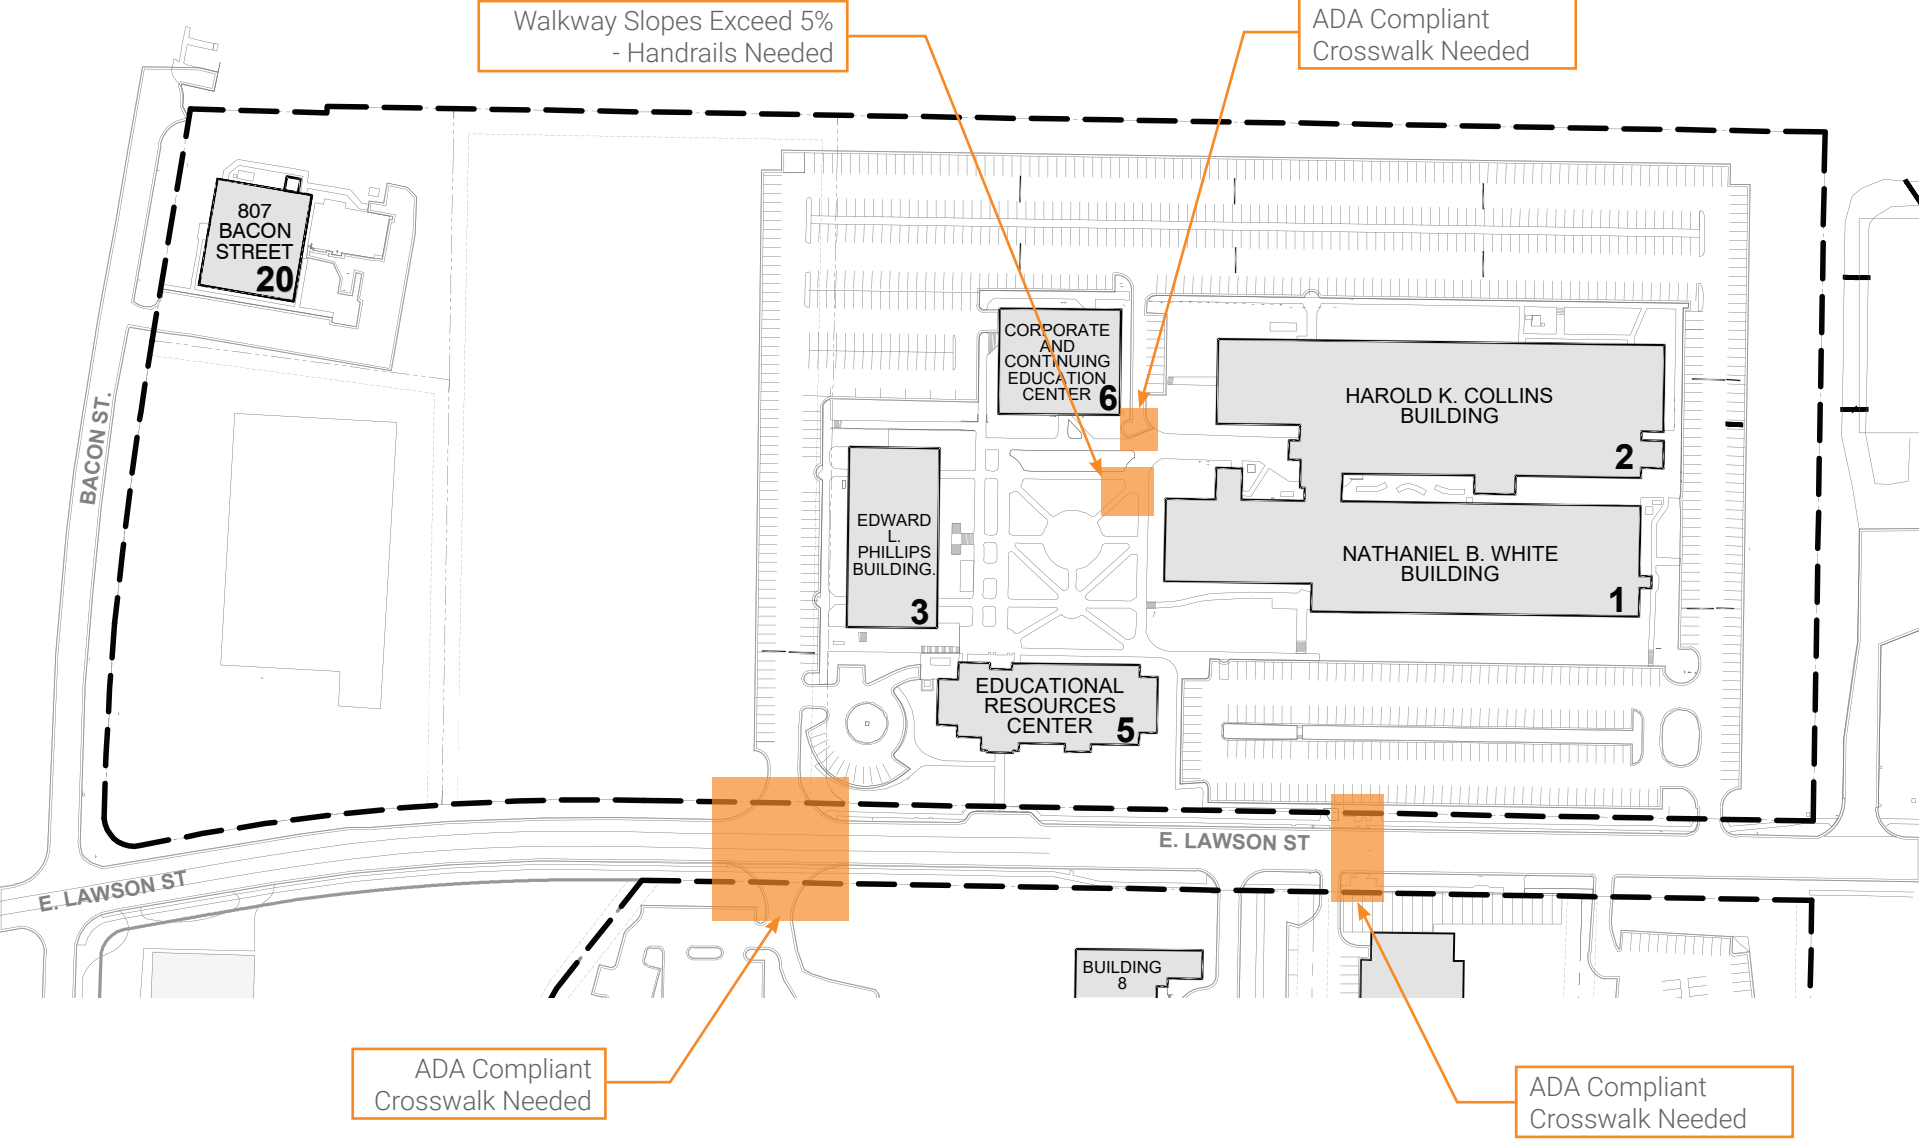 Walkway Slopes Exceed 5%
- Handrails Needed
ADA Compliant
Crosswalk Needed
807
BACON
STREET
20
CORPORATE
AND
CONTINUING
EDUCATION
CENTER
6
HAROLD K. COLLINS
BUILDING
2
BACON ST.
EDWARD
L.
PHILLIPS
BUILDING.
3
NATHANIEL B. WHITE
BUILDING
1
EDUCATIONAL
RESOURCES
CENTER
5
E. LAWSON ST
E. LAWSON ST
BUILDING
8
ADA Compliant
Crosswalk Needed
ADA Compliant
Crosswalk Needed